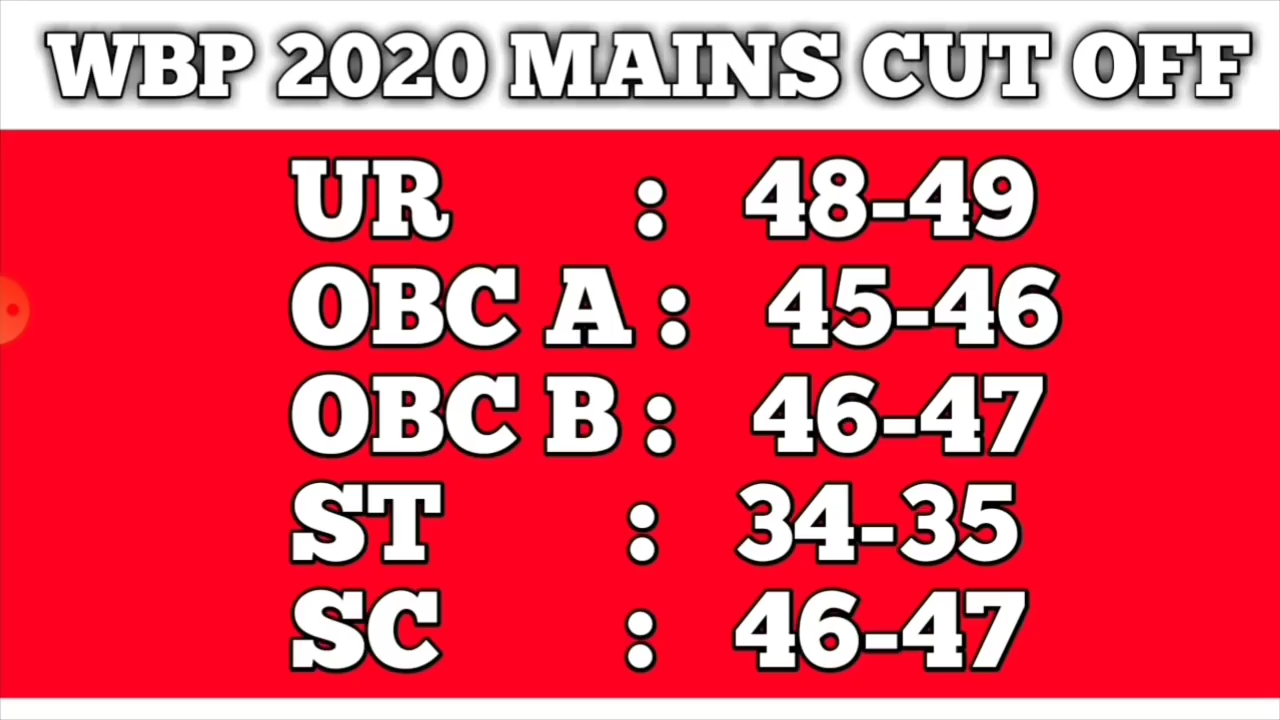 WBP 2020 MAINS CUT OFF
UR : 48-49
OBC A : 45-46
OBC B : 46-47
ST : 34-35
SC : 46-47